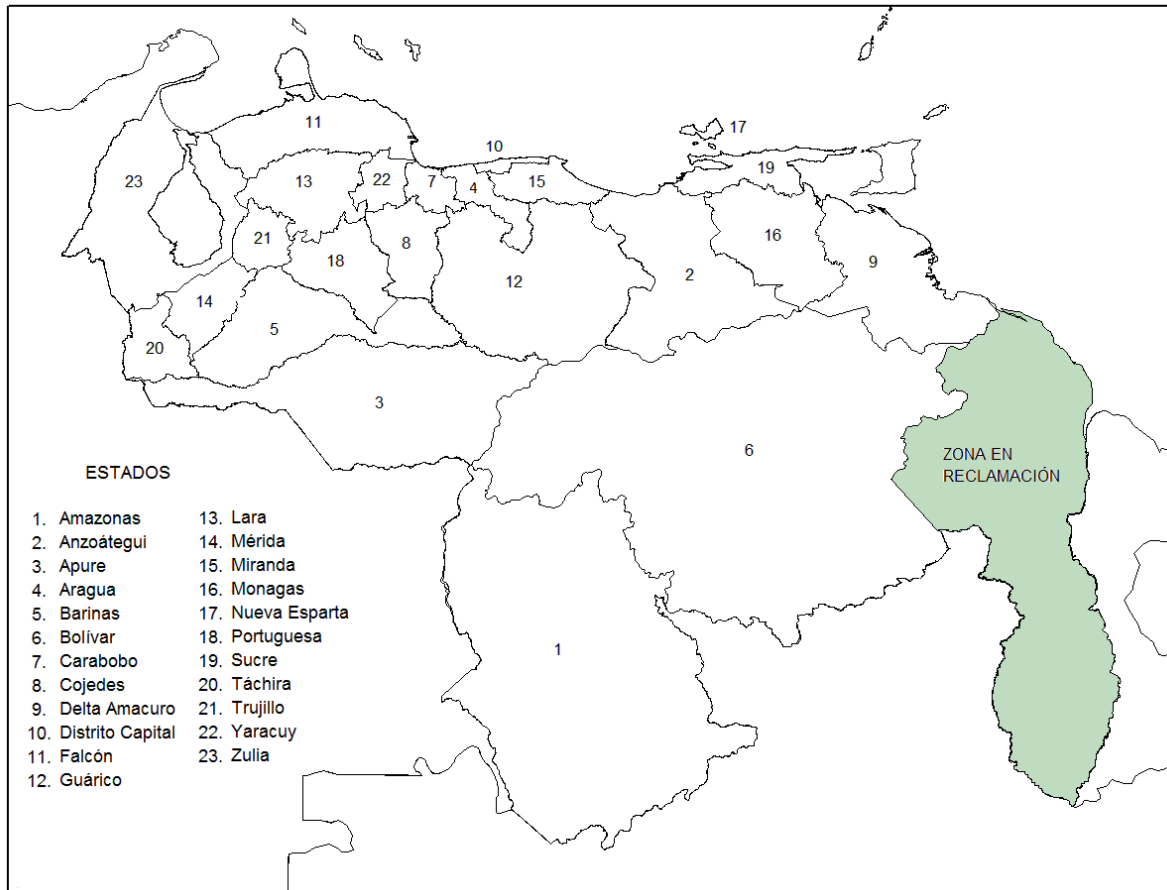 11
10
17
23
13
22
7
4
15
19
21
18
8
16
12
2
9
14
5
20
3
6
ZONA EN
RECLAMACIÓN
1
ESTADOS
1. Amazonas
2. Anzoátegui
3. Apure
4. Aragua
5. Barinas
6. Bolívar
7. Carabobo
8. Cojedes
9. Delta Amacuro
10. Distrito Capital
11. Falcón
12. Guárico
13. Lara
14. Mérida
15. Miranda
16. Monagas
17. Nueva Esparta
18. Portuguesa
19. Sucre
20. Táchira
21. Trujillo
22. Yaracuy
23. Zulia